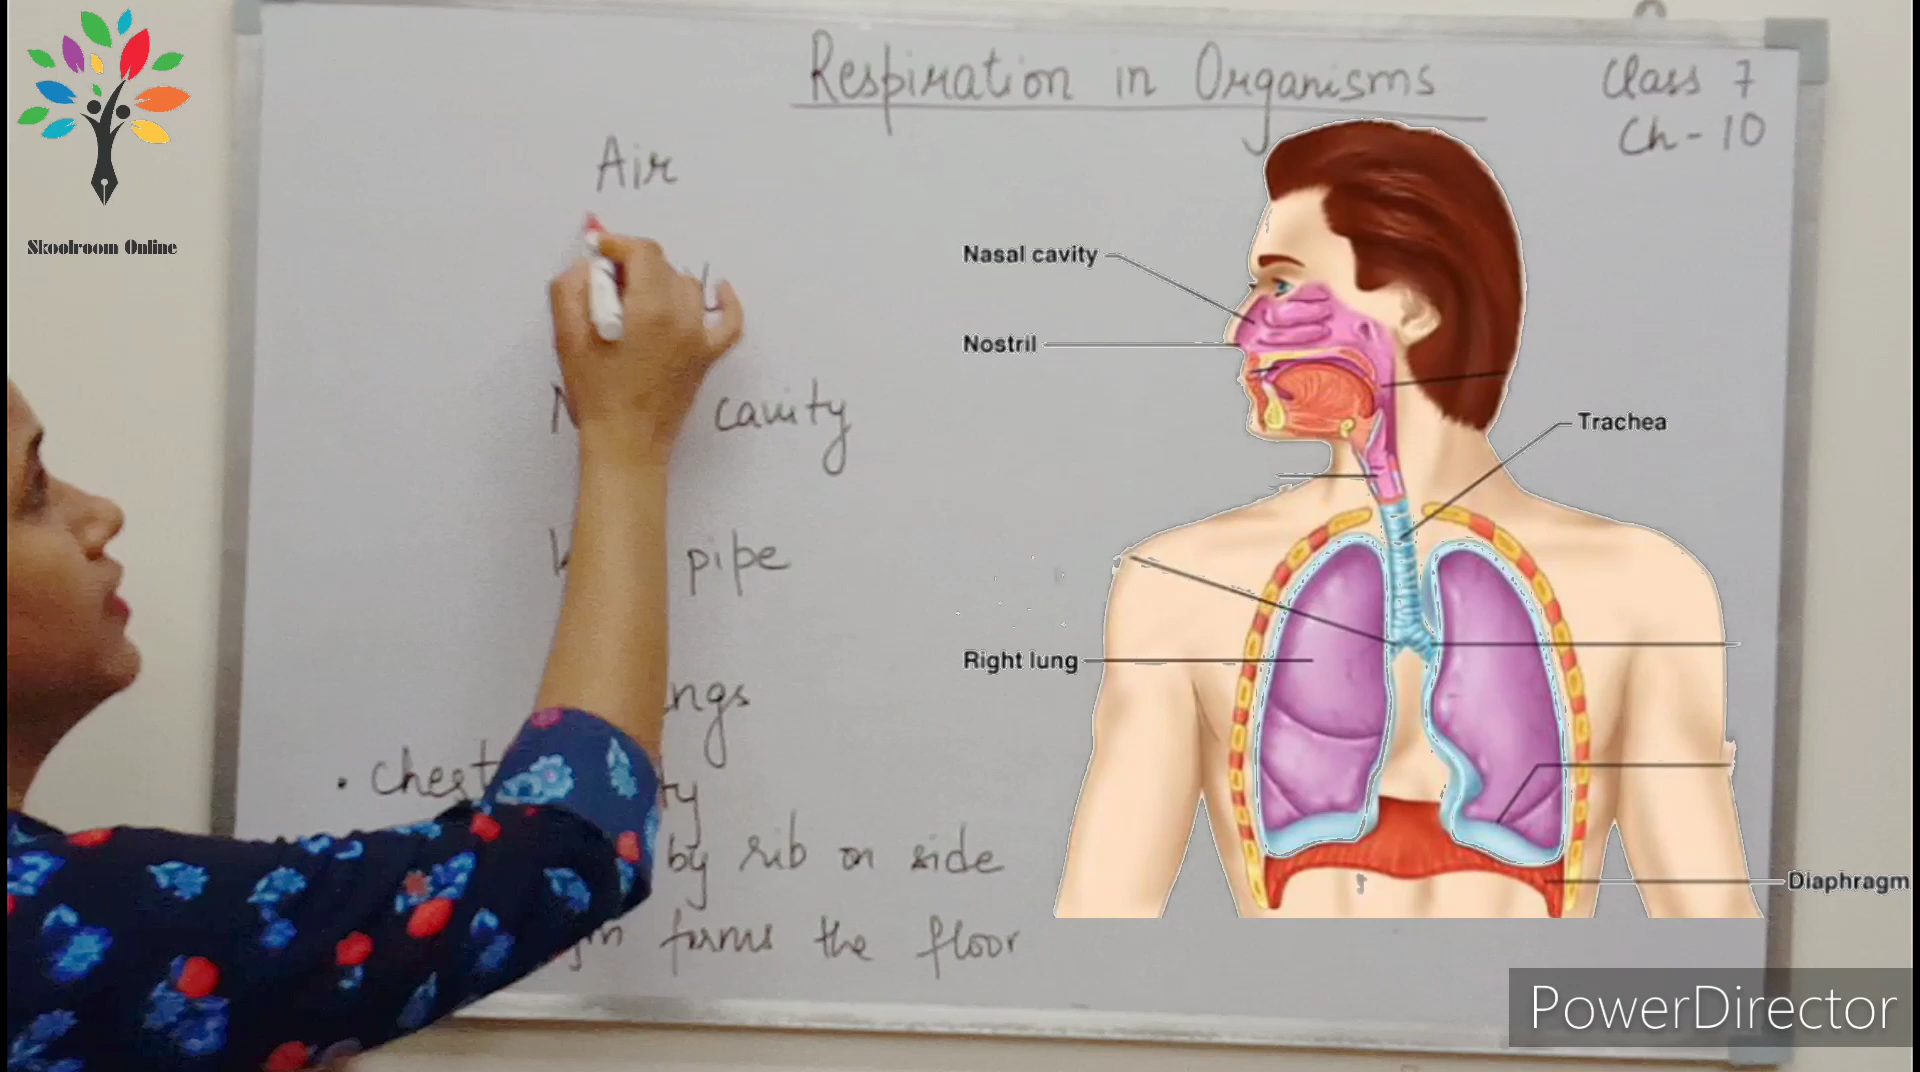 Skoolroom Online
Respiration in Organisms
Class 7
Ch - 10
Air
cavity
pipe
Chest
by rib on side
forms the floor
Nasal cavity
Nostril
Trachea
Right lung
Diaphragm
PowerDirector